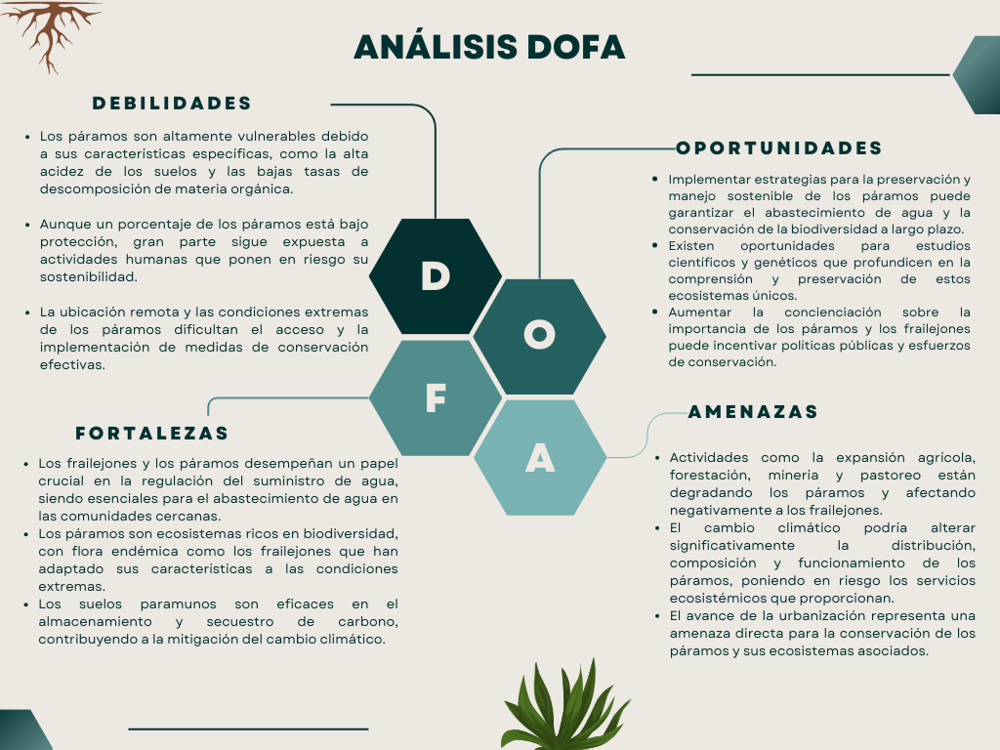 ANÁLISIS DOFA
DEBILIDADES
• Los páramos son altamente vulnerables debido
a sus características específicas, como la alta
acidez de los suelos y las bajas tasas de
descomposición de materia orgánica.
• Aunque un porcentaje de los páramos está bajo
protección, gran parte sigue expuesta a
actividades humanas que ponen en riesgo su
sostenibilidad.
• La ubicación remota y las condiciones extremas
de los páramos dificultan el acceso y la
implementación de medidas de conservación
efectivas.
OPORTUNIDADES
• Implementar estrategias para la preservación y
manejo sostenible de los páramos puede
garantizar el abastecimiento de agua y la
conservación de la biodiversidad a largo plazo.
• Existen oportunidades para estudios
científicos y genéticos que profundicen en la
comprensión y preservación de estos
ecosistemas únicos.
• Aumentar la concienciación sobre la
importancia de los páramos y los frailejones
puede incentivar políticas públicas y esfuerzos
de conservación.
D
O
F
A
FORTALEZAS
• Los frailejones y los páramos desempeñan un papel
crucial en la regulación del suministro de agua,
siendo esenciales para el abastecimiento de agua en
las comunidades cercanas.
• Los páramos son ecosistemas ricos en biodiversidad,
con flora endémica como los frailejones que han
adaptado sus características a las condiciones
extremas.
• Los suelos paramunos son eficaces en el
almacenamiento y secuestro de carbono,
contribuyendo a la mitigación del cambio climático.
AMENAZAS
• Actividades como la expansión agrícola,
forestación, minería y pastoreo están
degradando los páramos y afectando
negativamente a los frailejones.
• El cambio climático podría alterar
significativamente la distribución,
composición y funcionamiento de los
páramos, poniendo en riesgo los servicios
ecosistémicos que proporcionan.
• El avance de la urbanización representa una
amenaza directa para la conservación de los
páramos y sus ecosistemas asociados.